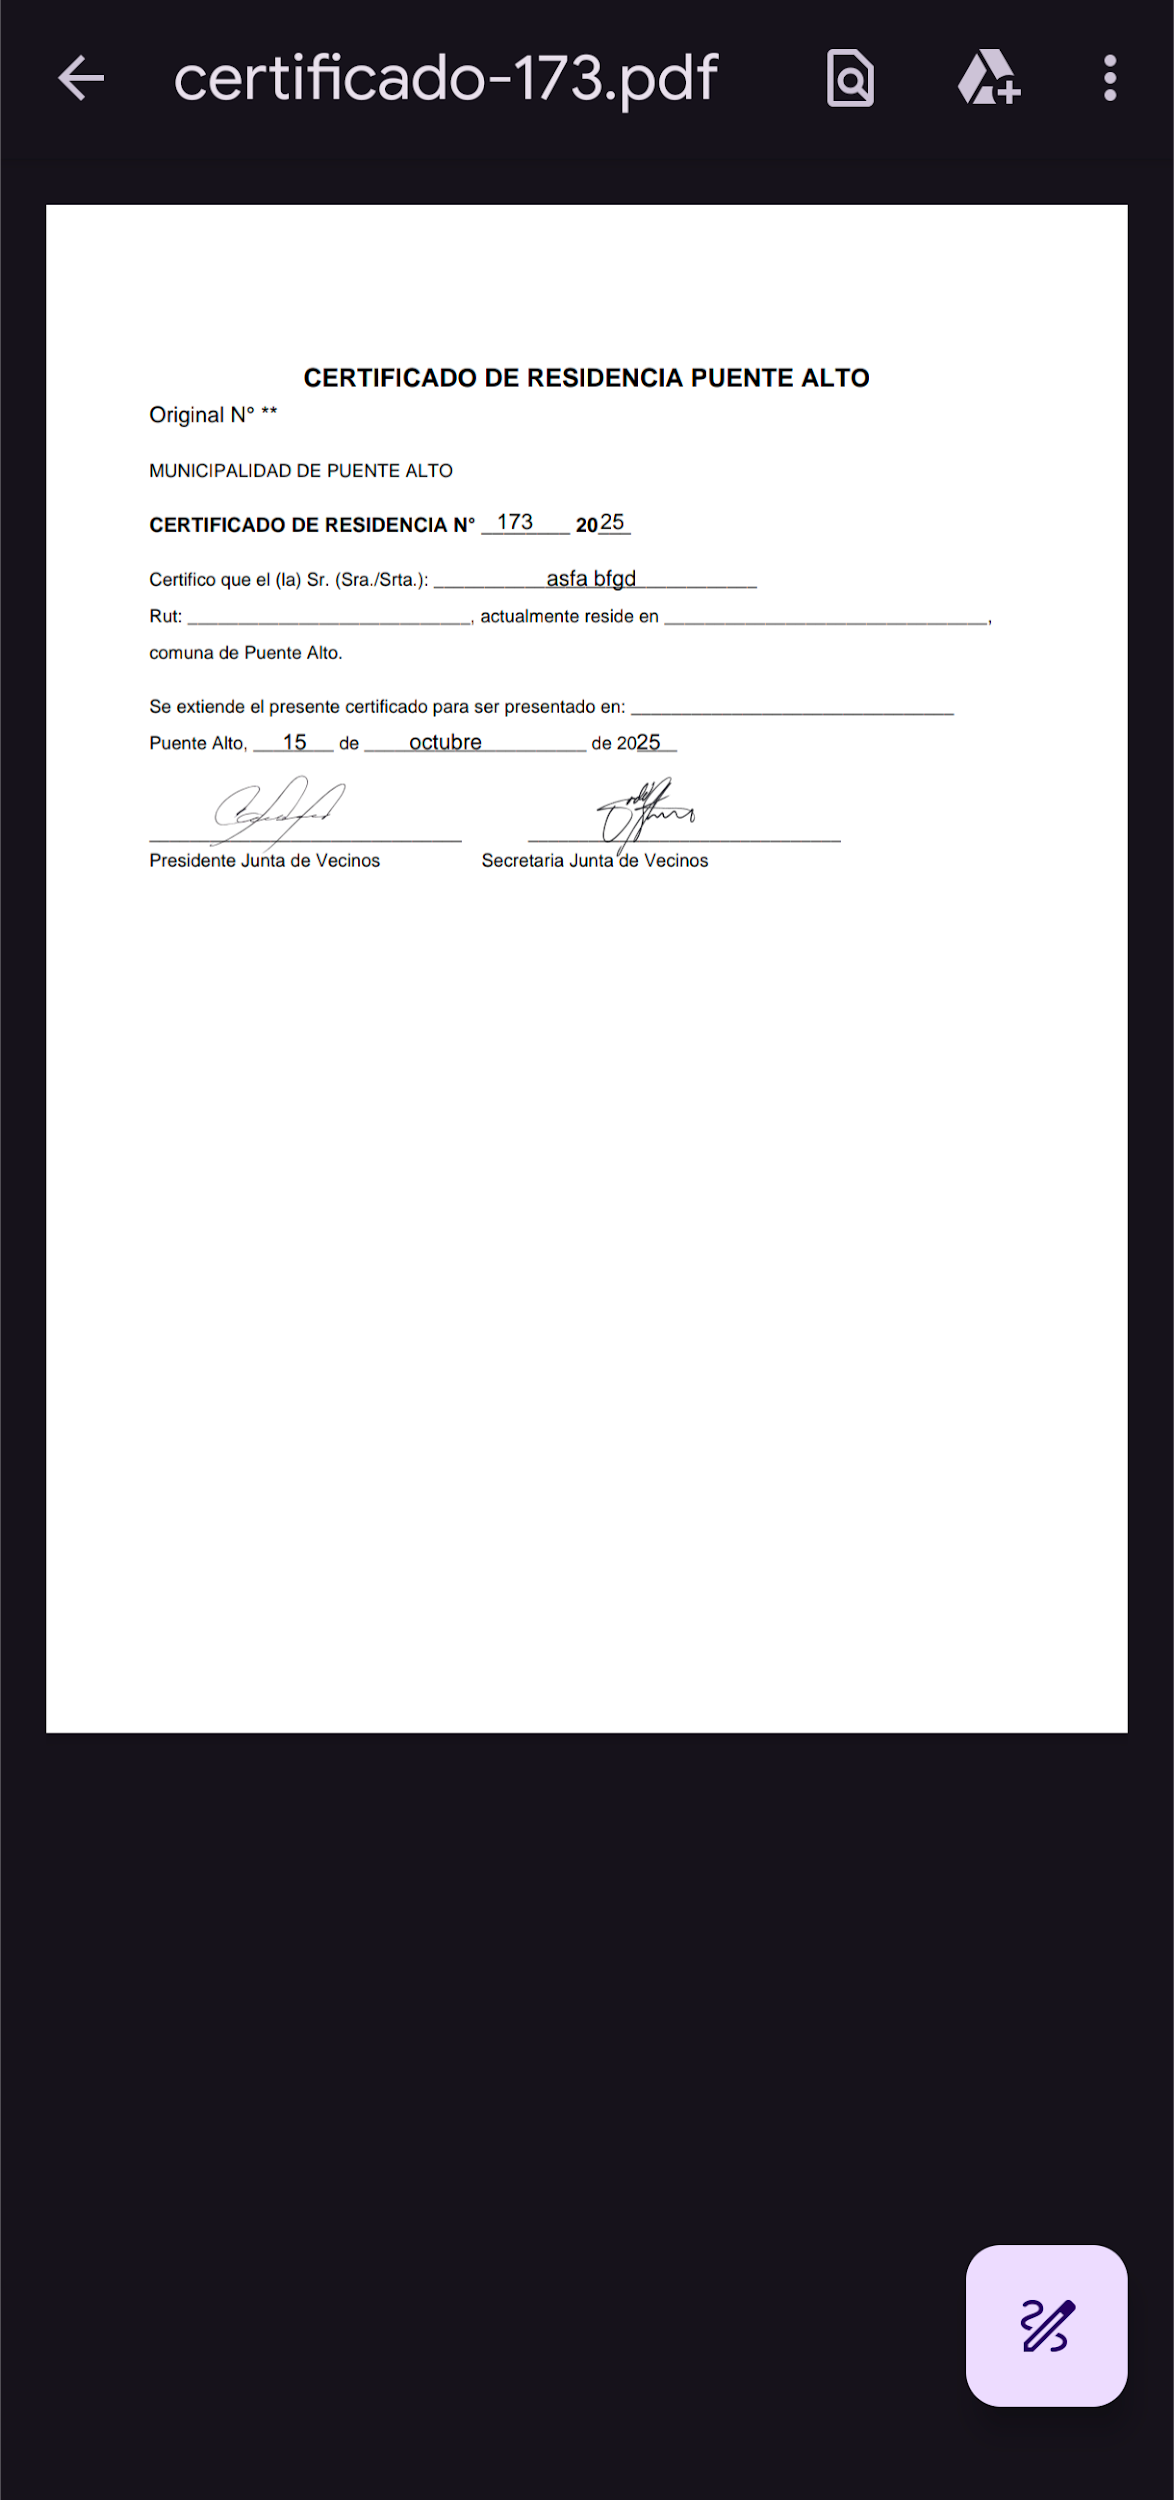 certificado-173.pdf
CERTIFICADO DE RESIDENCIA PUENTE ALTO
Original N° **
MUNICIPALIDAD DE PUENTE ALTO
CERTIFICADO DE RESIDENCIA N° 173 2025
Certifico que el (la) Sr. (Sra./Srta.): asfa bfgd
Rut: ____, actualmente reside en ____,
comuna de Puente Alto.
Se extiende el presente certificado para ser presentado en: ____
Puente Alto, 15 de octubre de 2025
Presidente Junta de Vecinos Secretaria Junta de Vecinos